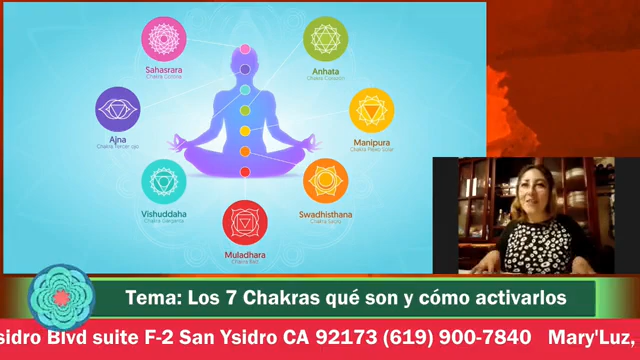 Sahasrara
Chakra Corona
Anhata
Chakra Corazón
Ajna
Chakra Tercer ojo
Manipura
Chakra Plexo Solar
Vishuddaha
Chakra Garganta
Swadhisthana
Chakra Sacro
Muladhara
Chakra Raíz
Tema: Los 7 Chakras qué son y cómo activarlos
sidro Blvd suite F-2 San Ysidro CA 92173 (619) 900-7840 Mary'Luz,